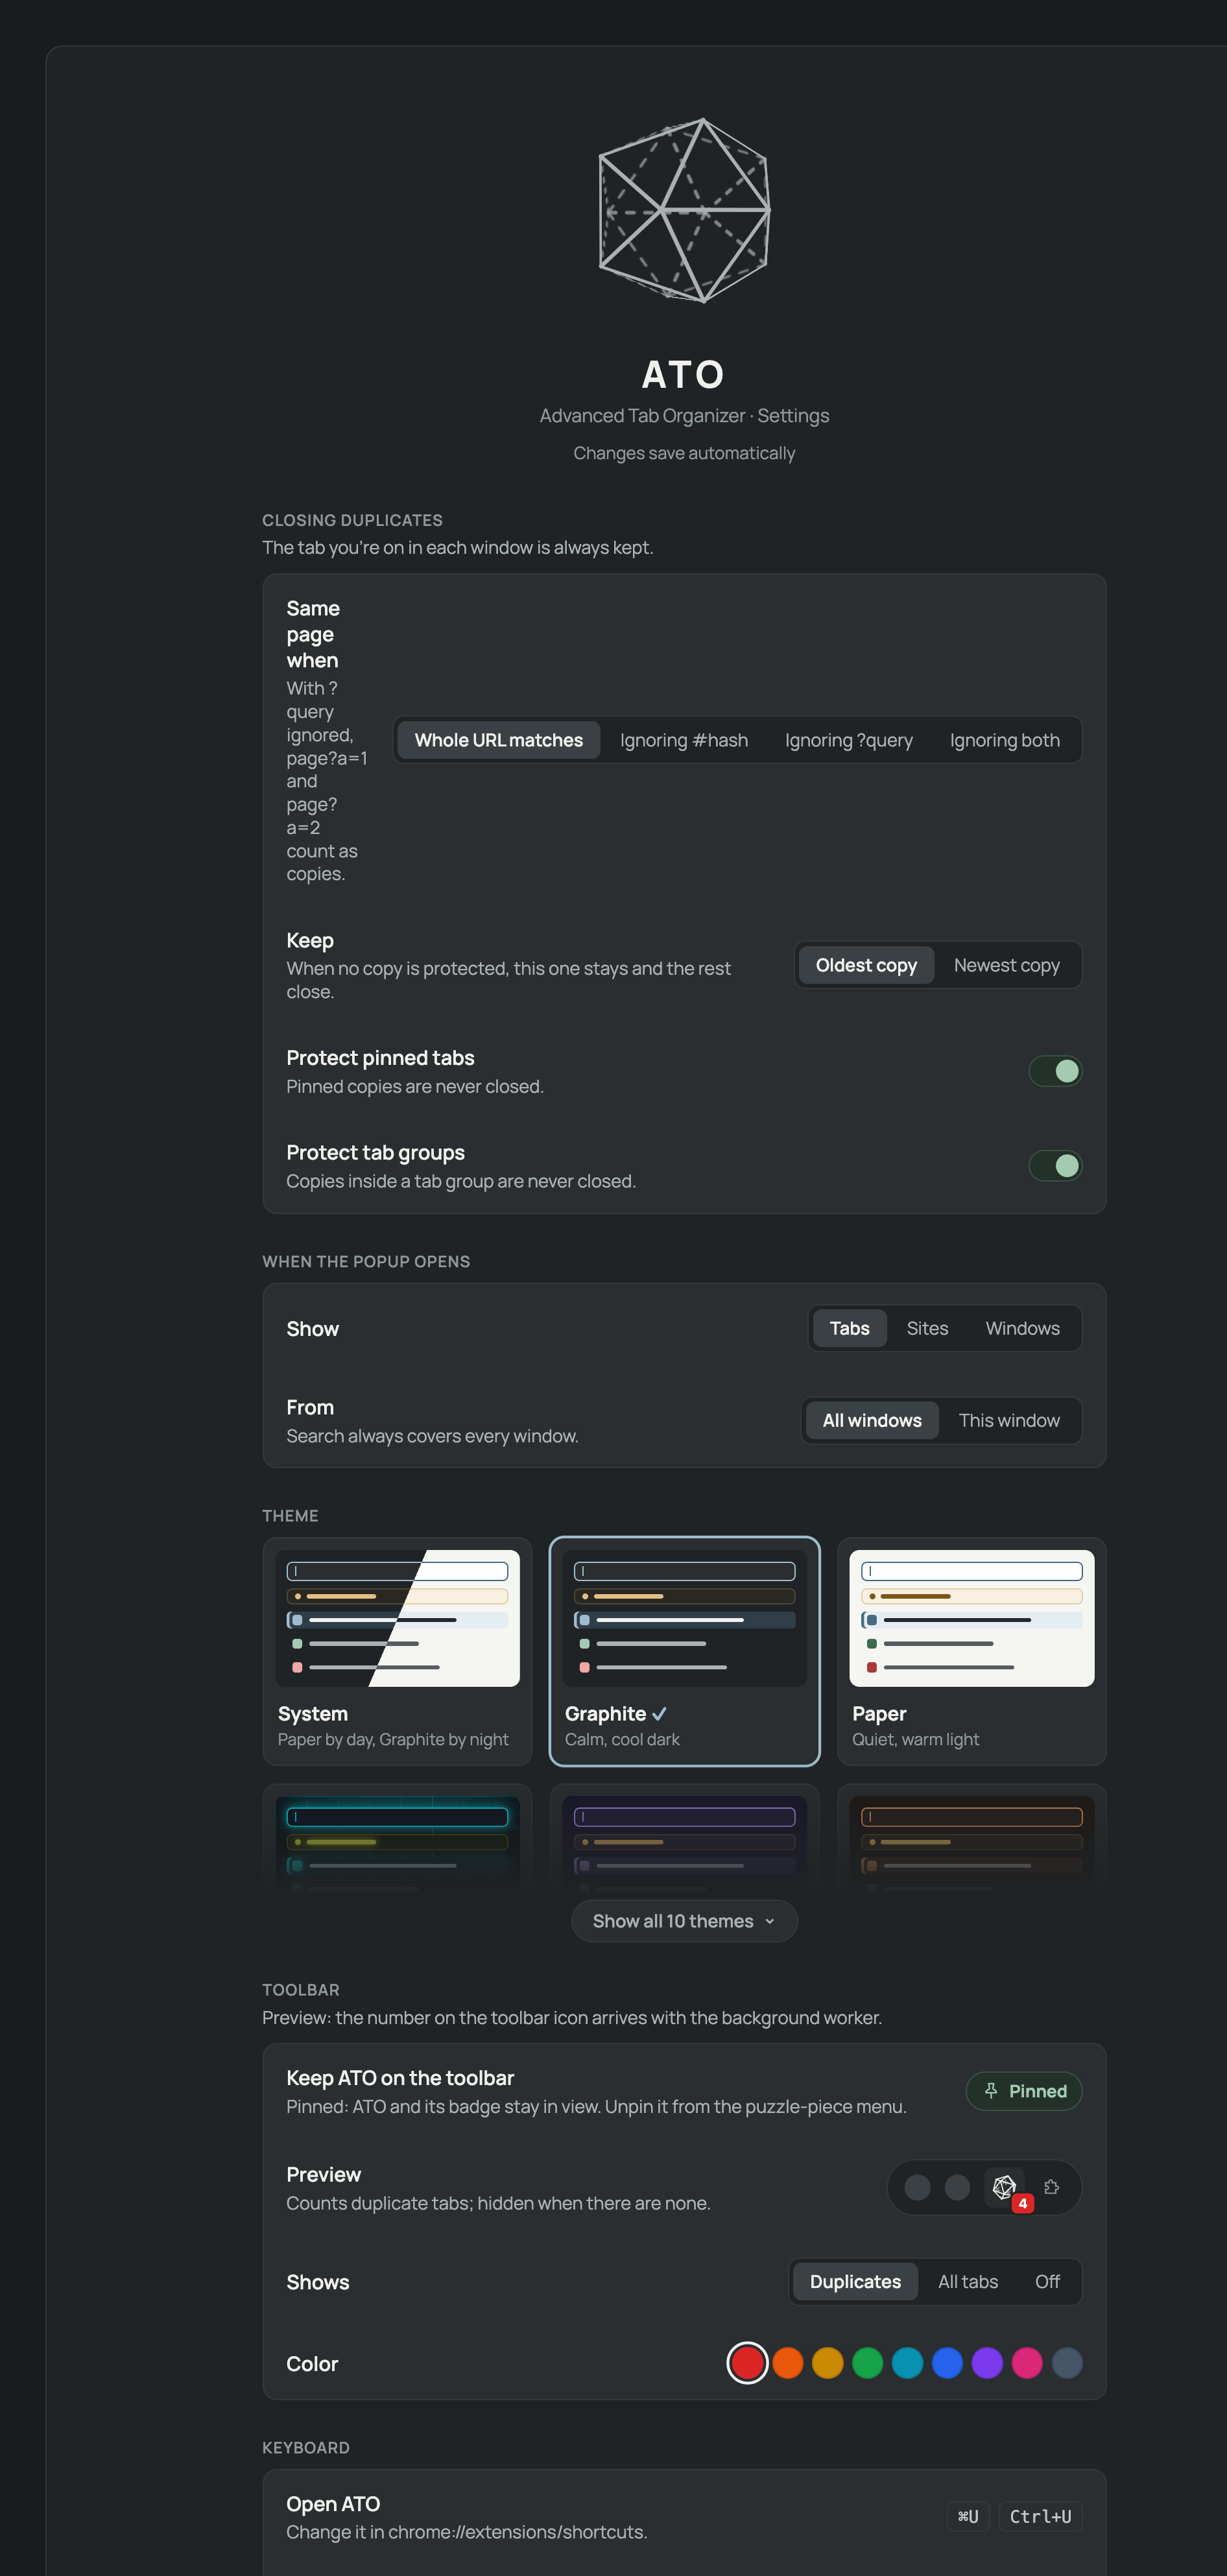 ATO
Advanced Tab Organizer · Settings
Changes save automatically
CLOSING DUPLICATES
The tab you're on in each window is always kept.
Same
page
when
With ?
query
ignored,
page?a=1
and
page?
a=2
count as
copies.
Whole URL matches
Ignoring #hash
Ignoring ?query
Ignoring both
Keep
When no copy is protected, this one stays and the rest
close.
Oldest copy
Newest copy
Protect pinned tabs
Pinned copies are never closed.
Protect tab groups
Copies inside a tab group are never closed.
WHEN THE POPUP OPENS
Show
Tabs
Sites
Windows
From
Search always covers every window.
All windows
This window
THEME
System
Paper by day, Graphite by night
Graphite
Calm, cool dark
Paper
Quiet, warm light
Show all 10 themes
TOOLBAR
Preview: the number on the toolbar icon arrives with the background worker.
Keep ATO on the toolbar
Pinned: ATO and its badge stay in view. Unpin it from the puzzle-piece menu.
Pinned
Preview
Counts duplicate tabs; hidden when there are none.
4
Shows
Duplicates
All tabs
Off
Color
KEYBOARD
Open ATO
Change it in chrome://extensions/shortcuts.
⌘U
Ctrl+U